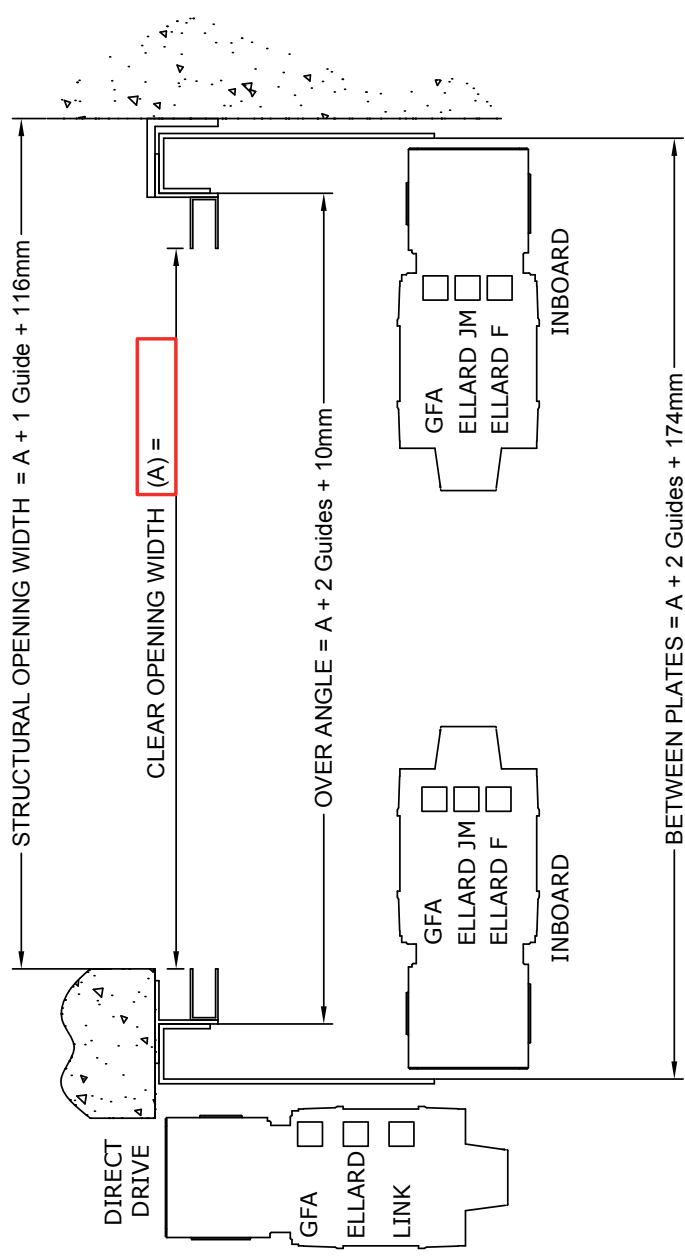 STRUCTURAL OPENING WIDTH = A + 1 Guide + 116mm
CLEAR OPENING WIDTH (A) =
OVER ANGLE = A + 2 Guides + 10mm
BETWEEN PLATES = A + 2 Guides + 174mm
DIRECT
DRIVE
GFA
ELLARD
LINK
GFA
ELLARD JM
ELLARD F
INBOARD
GFA
ELLARD JM
ELLARD F
INBOARD